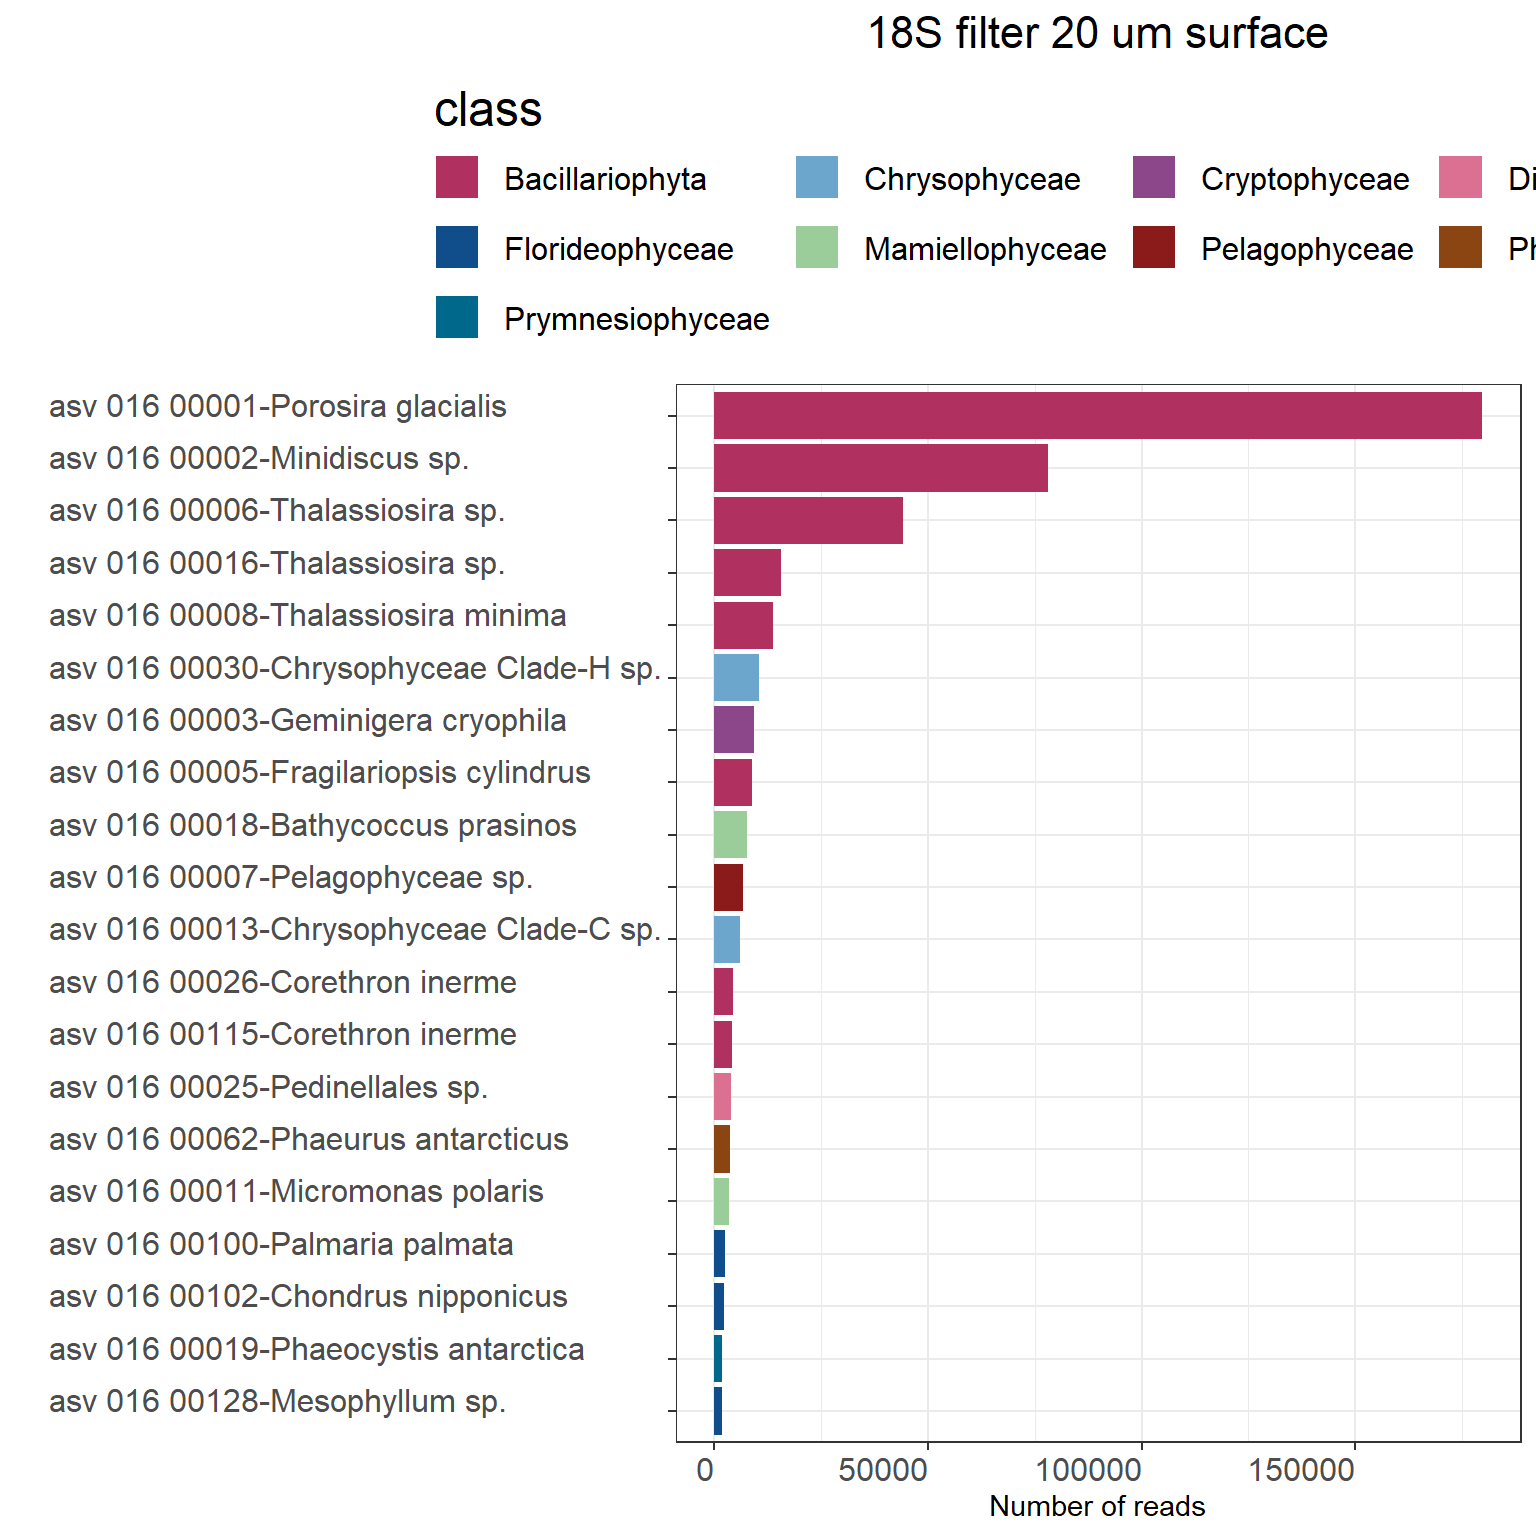 18S filter 20 um surface
class
Bacillariophyta Chrysophyceae Cryptophyceae Di
Florideophyceae Mamiellophyceae Pelagophyceae Ph
Prymnesiophyceae
asv 016 00001-Porosira glacialis
asv 016 00002-Minidiscus sp.
asv 016 00006-Thalassiosira sp.
asv 016 00016-Thalassiosira sp.
asv 016 00008-Thalassiosira minima
asv 016 00030-Chrysophyceae Clade-H sp.
asv 016 00003-Geminigera cryophila
asv 016 00005-Fragilariopsis cylindrus
asv 016 00018-Bathycoccus prasinos
asv 016 00007-Pelagophyceae sp.
asv 016 00013-Chrysophyceae Clade-C sp.
asv 016 00026-Corethron inerme
asv 016 00115-Corethron inerme
asv 016 00025-Pedinellales sp.
asv 016 00062-Phaeurus antarcticus
asv 016 00011-Micromonas polaris
asv 016 00100-Palmaria palmata
asv 016 00102-Chondrus nipponicus
asv 016 00019-Phaeocystis antarctica
asv 016 00128-Mesophyllum sp.
0 50000 100000 150000
Number of reads